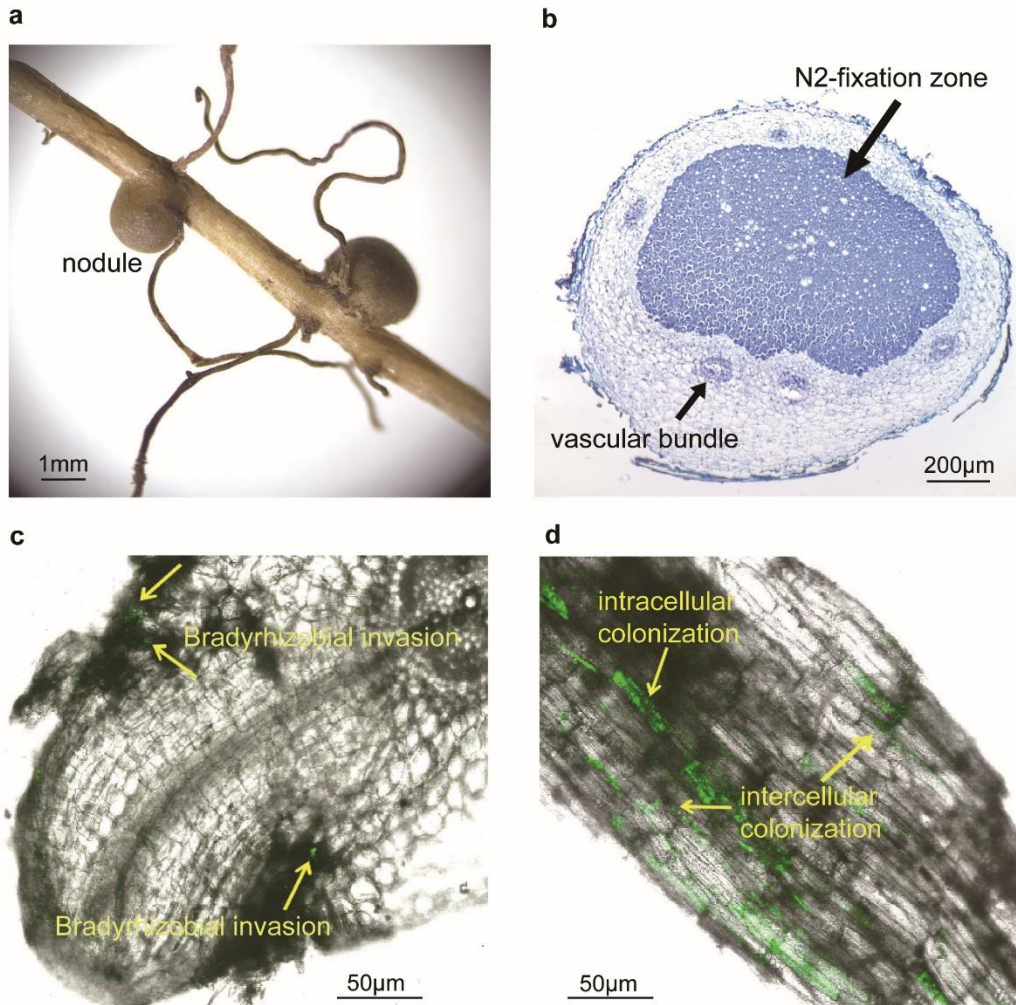 a
nodule
1mm
b
N2-fixation zone
vascular bundle
200μm
c
Bradyrhizobial invasion
Bradyrhizobial invasion
50μm
d
intracellular
colonization
intercellular
colonization
50μm